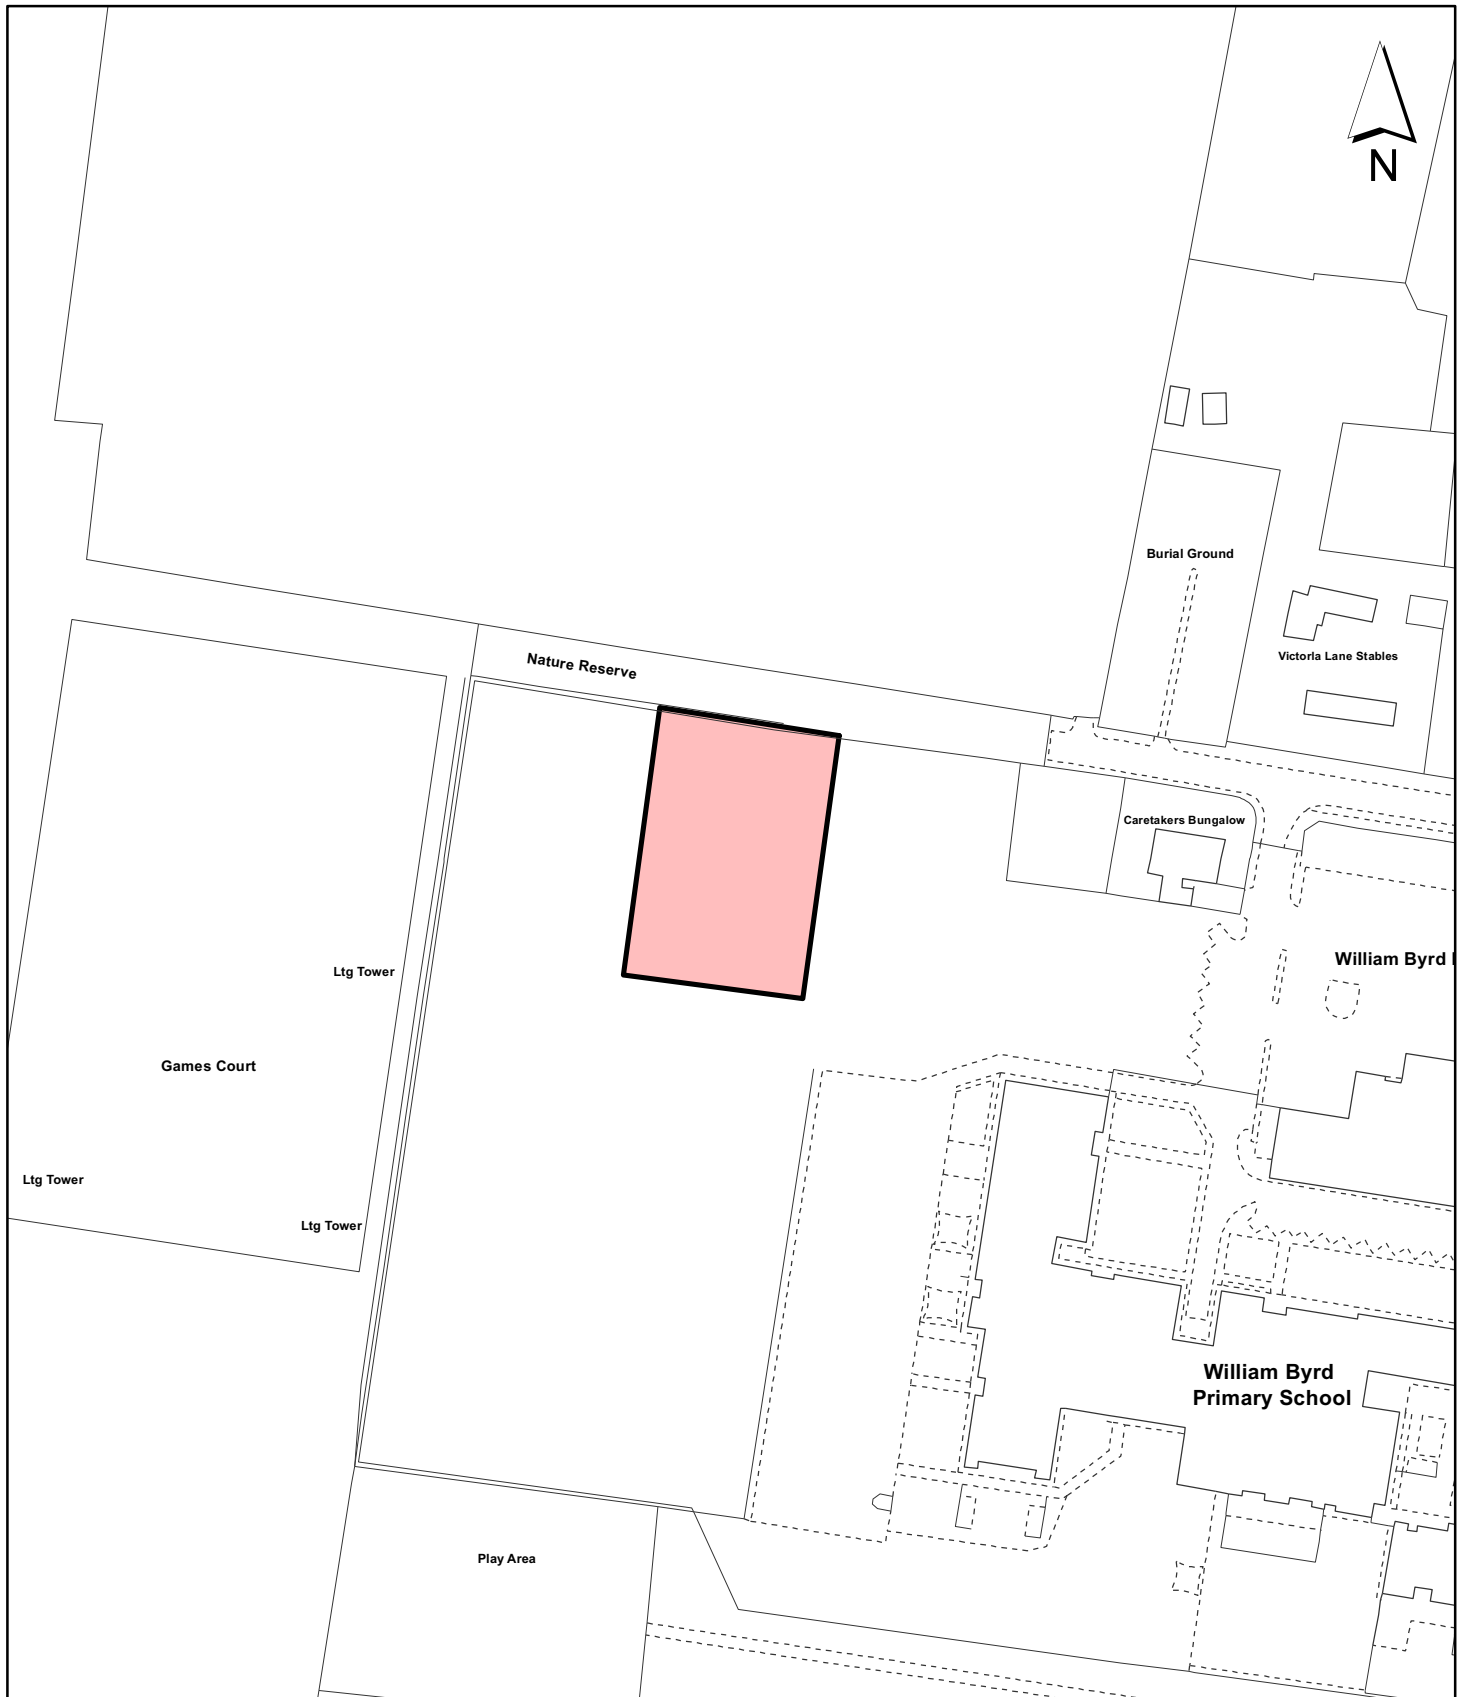 N
Burial Ground
Victoria Lane Stables
Nature Reserve
Caretakers Bungalow
William Byrd
Ltg Tower
Games Court
Ltg Tower
Ltg Tower
William Byrd
Primary School
Play Area